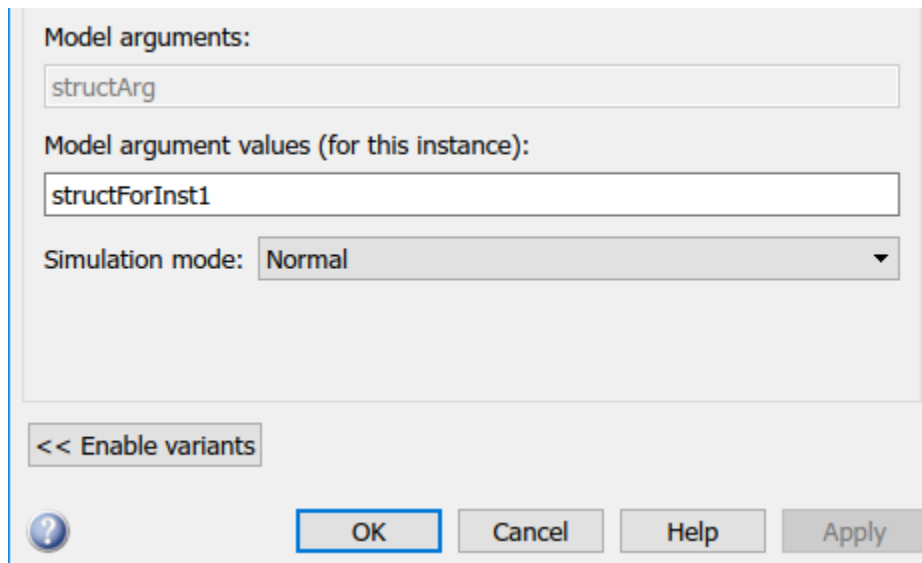 Model arguments:
structArg
Model argument values (for this instance):
structForInst1
Simulation mode: Normal
<< Enable variants
? OK Cancel Help Apply